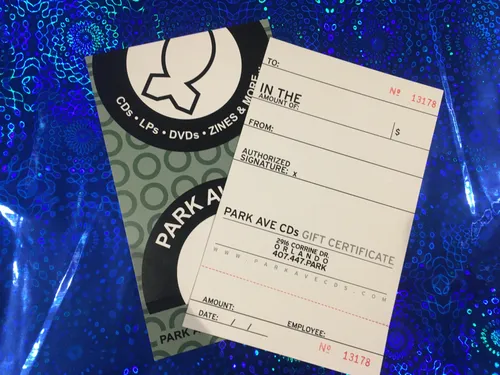 CDs • LPs • DVDs • ZINES & MORE
PARK AV
PARK A
TO:
Nº 13178
IN THE
AMOUNT OF:
$
FROM:
AUTHORIZED
SIGNATURE: x
PARK AVE CDs GIFT CERTIFICATE
2916 CORRINE DR.
ORLANDO
407.447.PARK
WWW.PARKAVECDS.COM
AMOUNT:
DATE: / /
EMPLOYEE:
Nº 13178